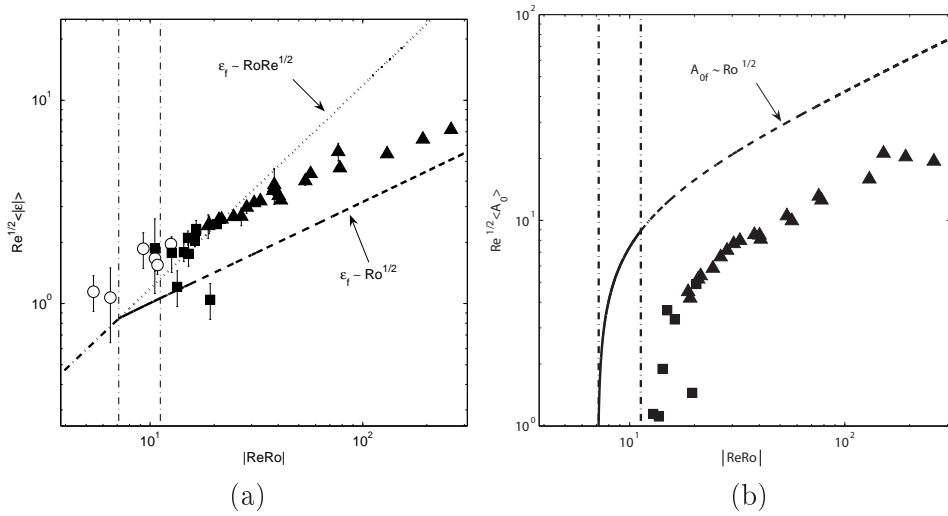 ε_f ~ RoRe^1/2
10^1
Re^1/2<|ε|>
10^0
ε_f ~ Ro^1/2
10^1
10^2
|ReRo|
(a)
10^2
A_0f ~ Ro^1/2
Re^1/2<A_0>
10^1
10^0
10^1
10^2
|ReRo|
(b)